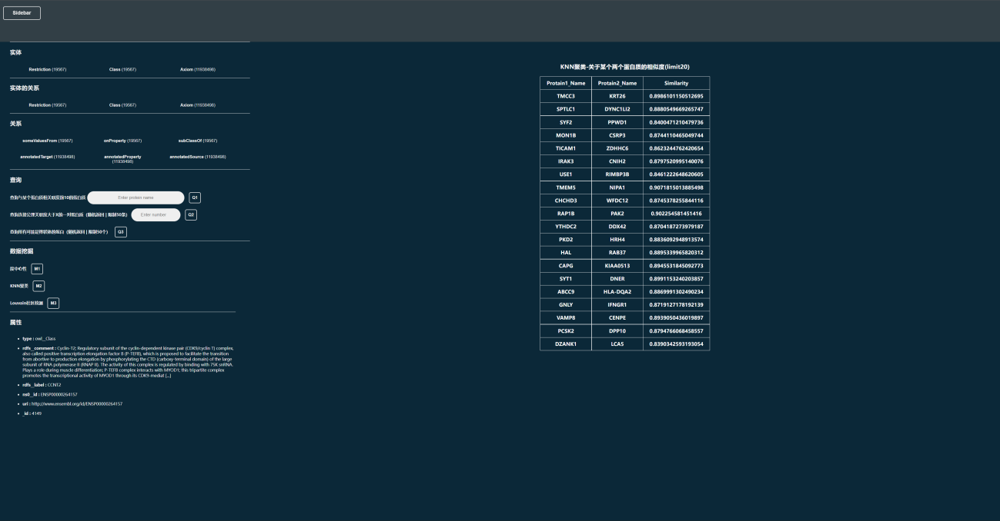 Sidebar
实体
Restriction (19567) Class (19567) Axiom (11938498)
实体的关系
Restriction (19567) Class (19567) Axiom (11938498)
关系
someValuesFrom (19567) onProperty (19567) subClassOf (19567)
annotatedTarget (11938498) annotatedProperty (11938498) annotatedSource (11938498)
查询
查询与某个蛋白质相关联度前10的蛋白质 Enter protein name Q1
查询连接公理关联度大于X的一对蛋白质 (随机返回 | 限制50条) Enter number Q2
查询所有可能是棒状体的蛋白 (随机返回 | 限制50个) Q3
数据挖掘
度中心性 M1
KNN聚类 M2
Louvain社区检测 M3
属性
type : owl__Class
rdfs__comment : Cyclin-T2; Regulatory subunit of the cyclin-dependent kinase pair (CDK9/cyclin T) complex,
also called positive transcription elongation factor B (P-TEFB), which is proposed to facilitate the transition
from abortive to production elongation by phosphorylating the CTD (carboxy-terminal domain) of the large
subunit of RNA polymerase II (RNAP II). The activity of this complex is regulated by binding with 7SK snRNA.
Plays a role during muscle differentiation; P-TEFB complex interacts with MYOD1; this tripartite complex
promotes the transcriptional activity of MYOD1 through its CDK9-mediat [...]
rdfs__label : CCNT2
ns0__id : ENSP00000264157
uri : http://www.ensembl.org/id/ENSP00000264157
_id : 4149
KNN聚类-关于某个两个蛋白质的相似度(limit20)
Protain1_Name Protain2_Name Similarity
TMCC3 KRT26 0.8986101150512695
SPTLC1 DYNC1LI2 0.8880549669265747
SYF2 PPWD1 0.8400471210479736
MON1B CSRP3 0.8744110465049744
TICAM1 ZDHHC6 0.8623244762420654
IRAK3 CNIH2 0.8797520995140076
USE1 RIMBP3B 0.8461222648620605
TMEM5 NIPA1 0.9071815013885498
CHCHD3 WFDC12 0.8745378255844116
RAP1B PAK2 0.902254581451416
YTHDC2 DDX42 0.8704187273979187
PKD2 HRH4 0.8836092948913574
HAL RAB37 0.8895339965820312
CAPG KIAA0513 0.8945531845092773
SYT1 DNER 0.8991153240203857
ABCC9 HLA-DQA2 0.8869991302490234
GNLY IFNGR1 0.8719127178192139
VAMP8 CENPE 0.8939050436019897
PCSK2 DPP10 0.8794766068458557
DZANK1 LCA5 0.8390342593193054